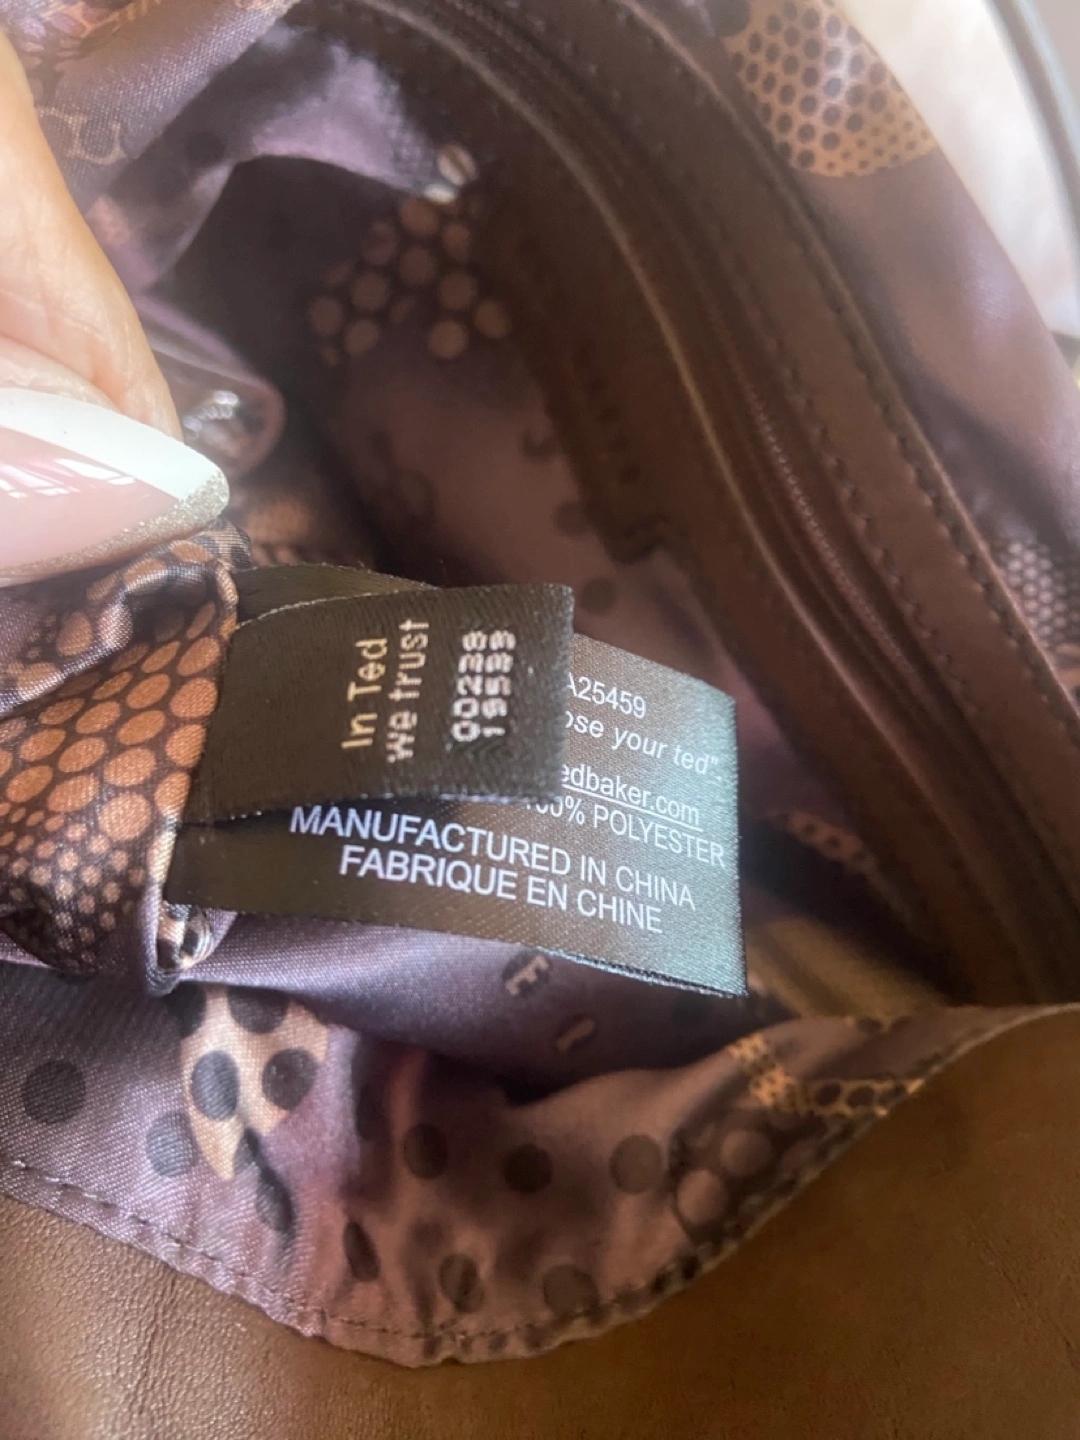 In Ted
we trust
00238
19533
A25459
ose your ted".
edbaker.com
100% POLYESTER
MANUFACTURED IN CHINA
FABRIQUE EN CHINE